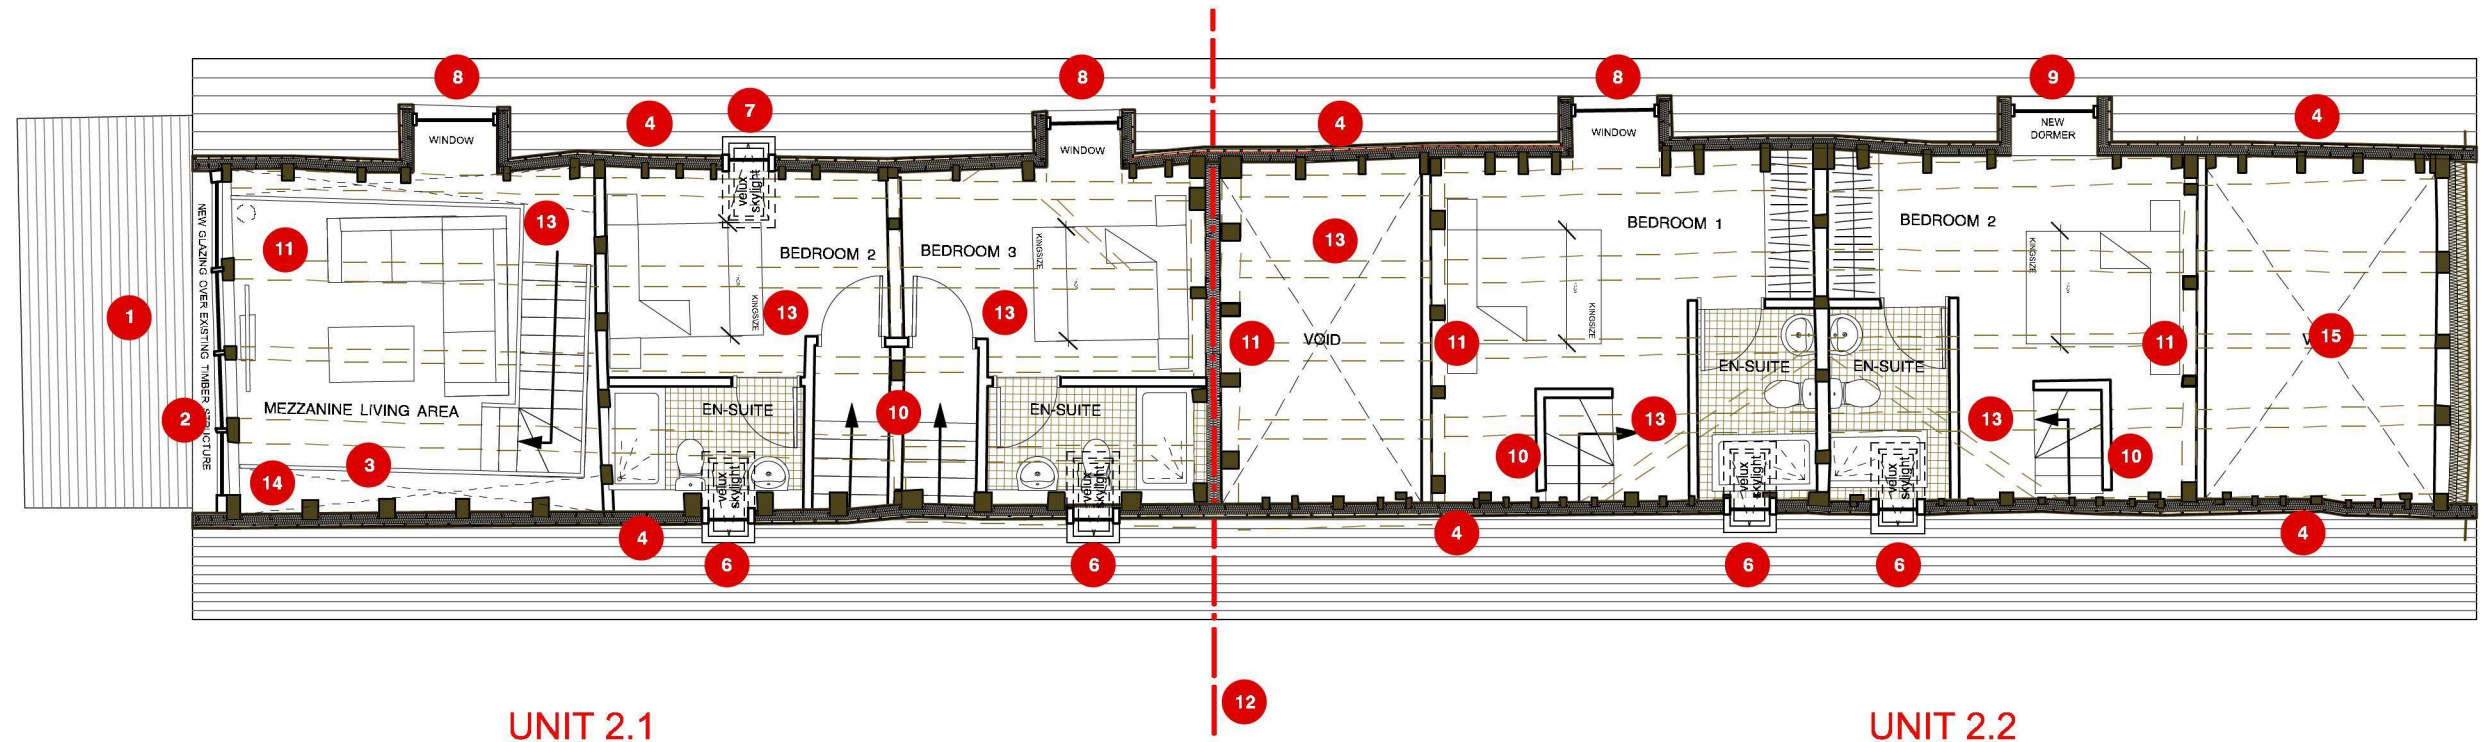 8
8
8
9
7
4
4
4
WINDOW
WINDOW
WINDOW
NEW
DORMER
velux
skylight
13
11
BEDROOM 2
BEDROOM 3
KINGSIZE
KINGSIZE
13
13
13
VOID
11
11
BEDROOM 1
KINGSIZE
BEDROOM 2
KINGSIZE
11
15
1
NEW GLAZING OVER EXISTING TIMBER STRUCTURE
2
MEZZANINE LIVING AREA
3
14
EN-SUITE
10
EN-SUITE
EN-SUITE
EN-SUITE
13
13
10
10
velux
skylight
velux
skylight
velux
skylight
velux
skylight
4
4
4
6
6
6
6
12
UNIT 2.1
UNIT 2.2